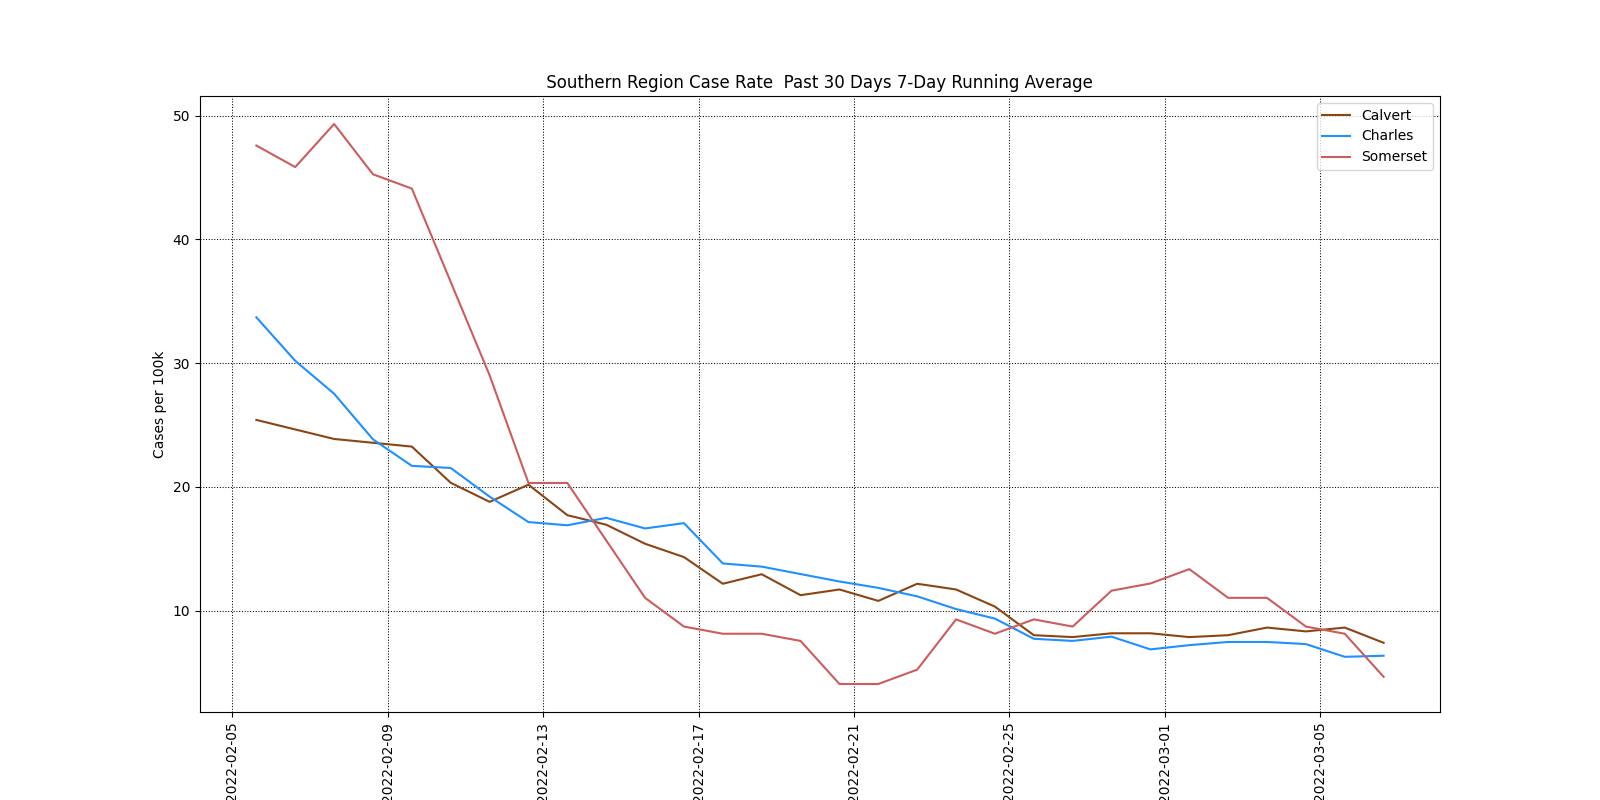 Southern Region Case Rate  Past 30 Days 7-Day Running Average
Calvert
Charles
Somerset
50
40
30
20
10
Cases per 100k
2022-02-05
2022-02-09
2022-02-13
2022-02-17
2022-02-21
2022-02-25
2022-03-01
2022-03-05